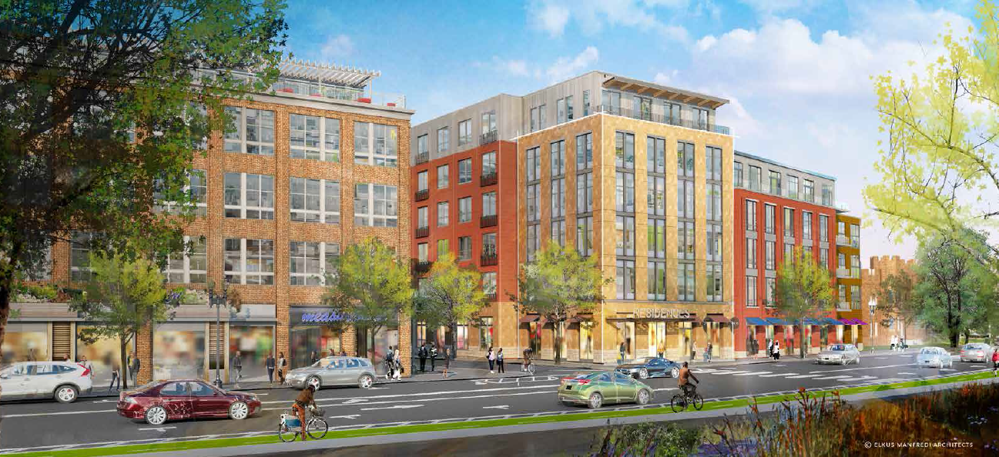 RESIDENCES
© ELKUS MANFREDI ARCHITECTS